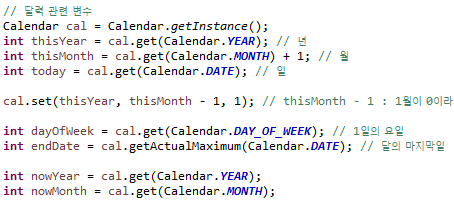 // 달력 관련 변수
Calendar cal = Calendar.getInstance();
int thisYear = cal.get(Calendar.YEAR); // 년
int thisMonth = cal.get(Calendar.MONTH) + 1; // 월
int today = cal.get(Calendar.DATE); // 일
cal.set(thisYear, thisMonth - 1, 1); // thisMonth - 1 : 1월이 0이라
int dayOfWeek = cal.get(Calendar.DAY_OF_WEEK); // 1일의 요일
int endDate = cal.getActualMaximum(Calendar.DATE); // 달의 마지막일
int nowYear = cal.get(Calendar.YEAR);
int nowMonth = cal.get(Calendar.MONTH);